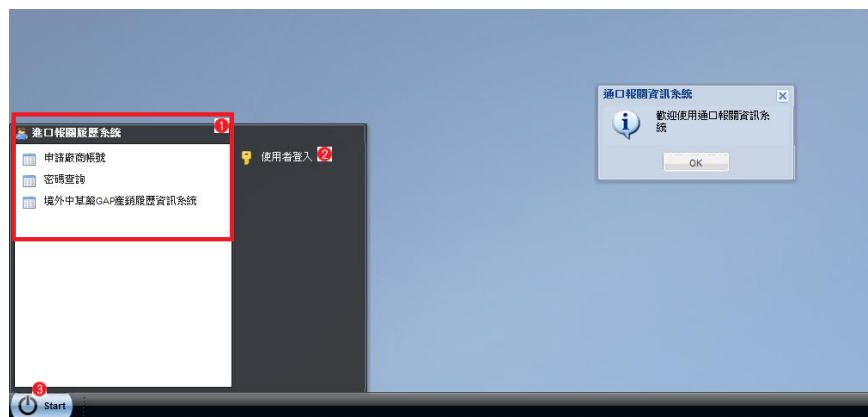 進口報關履歷系統
1
申請廠商帳號
密碼查詢
境外中草藥GAP產銷履歷資訊系統
使用者登入
2
通口報關資訊系統
歡迎使用通口報關資訊系
統
OK
3
Start